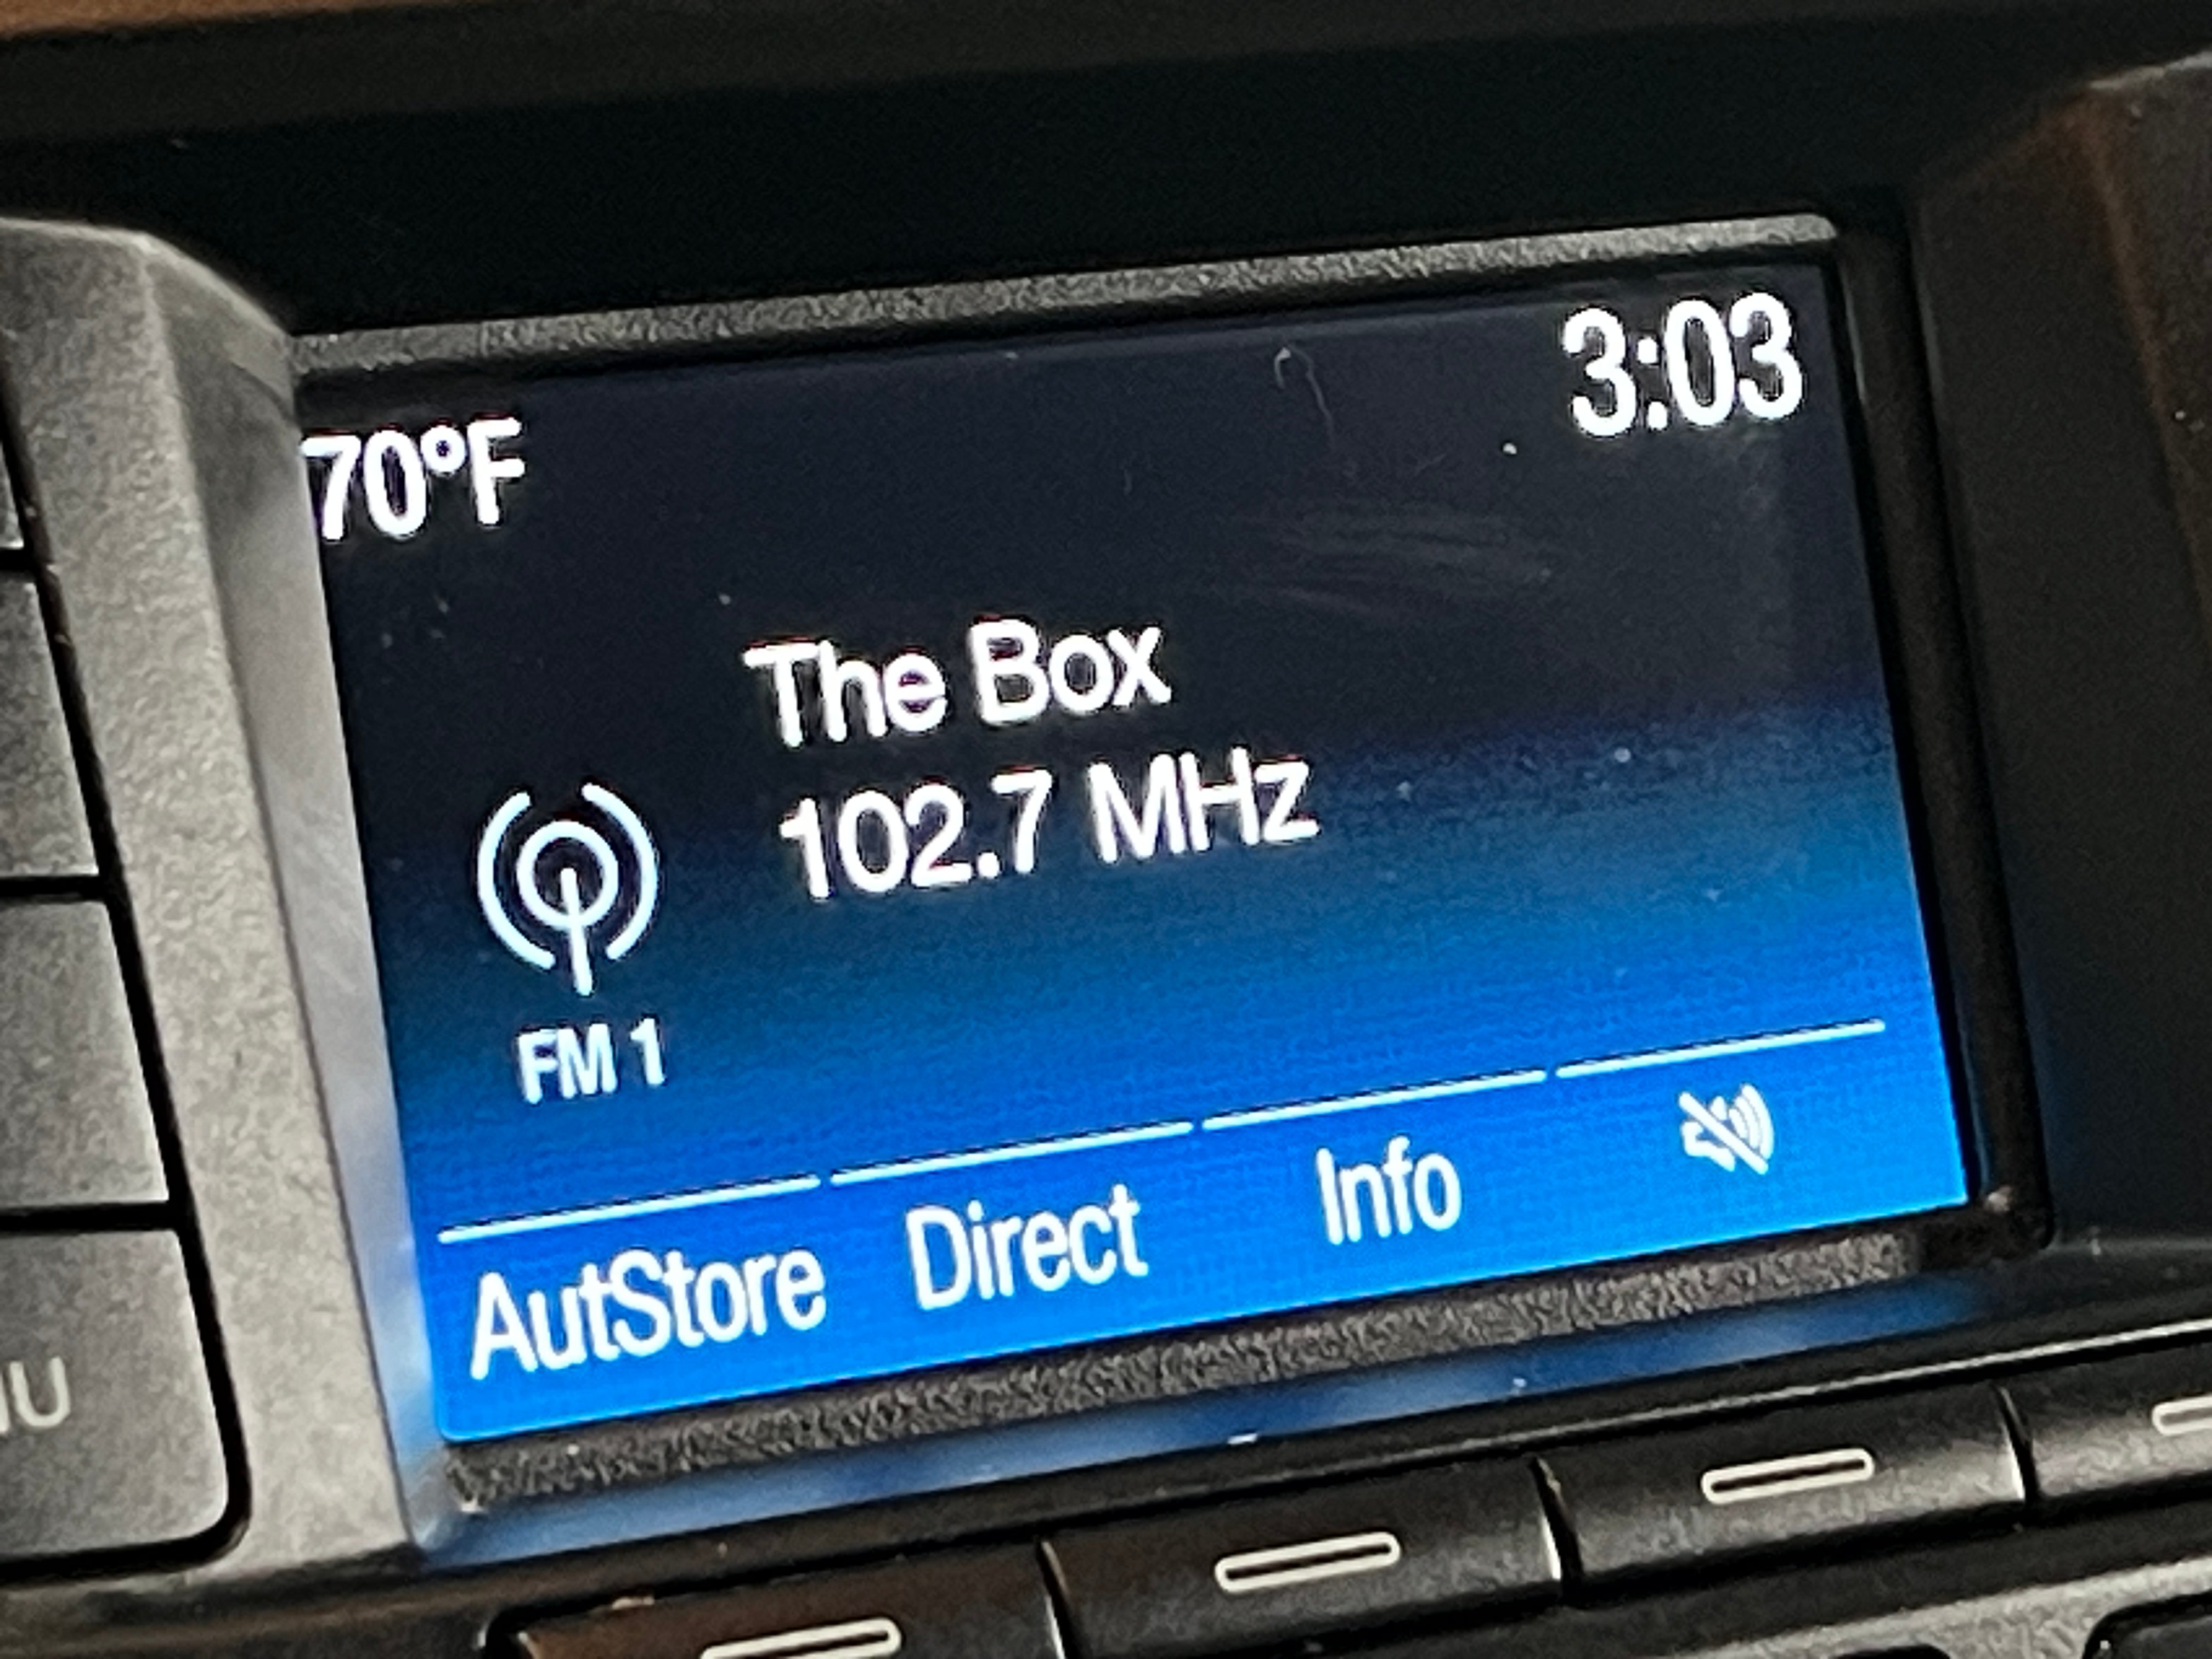 70°F
3:03
The Box
102.7 MHz
FM 1
AutStore
Direct
Info